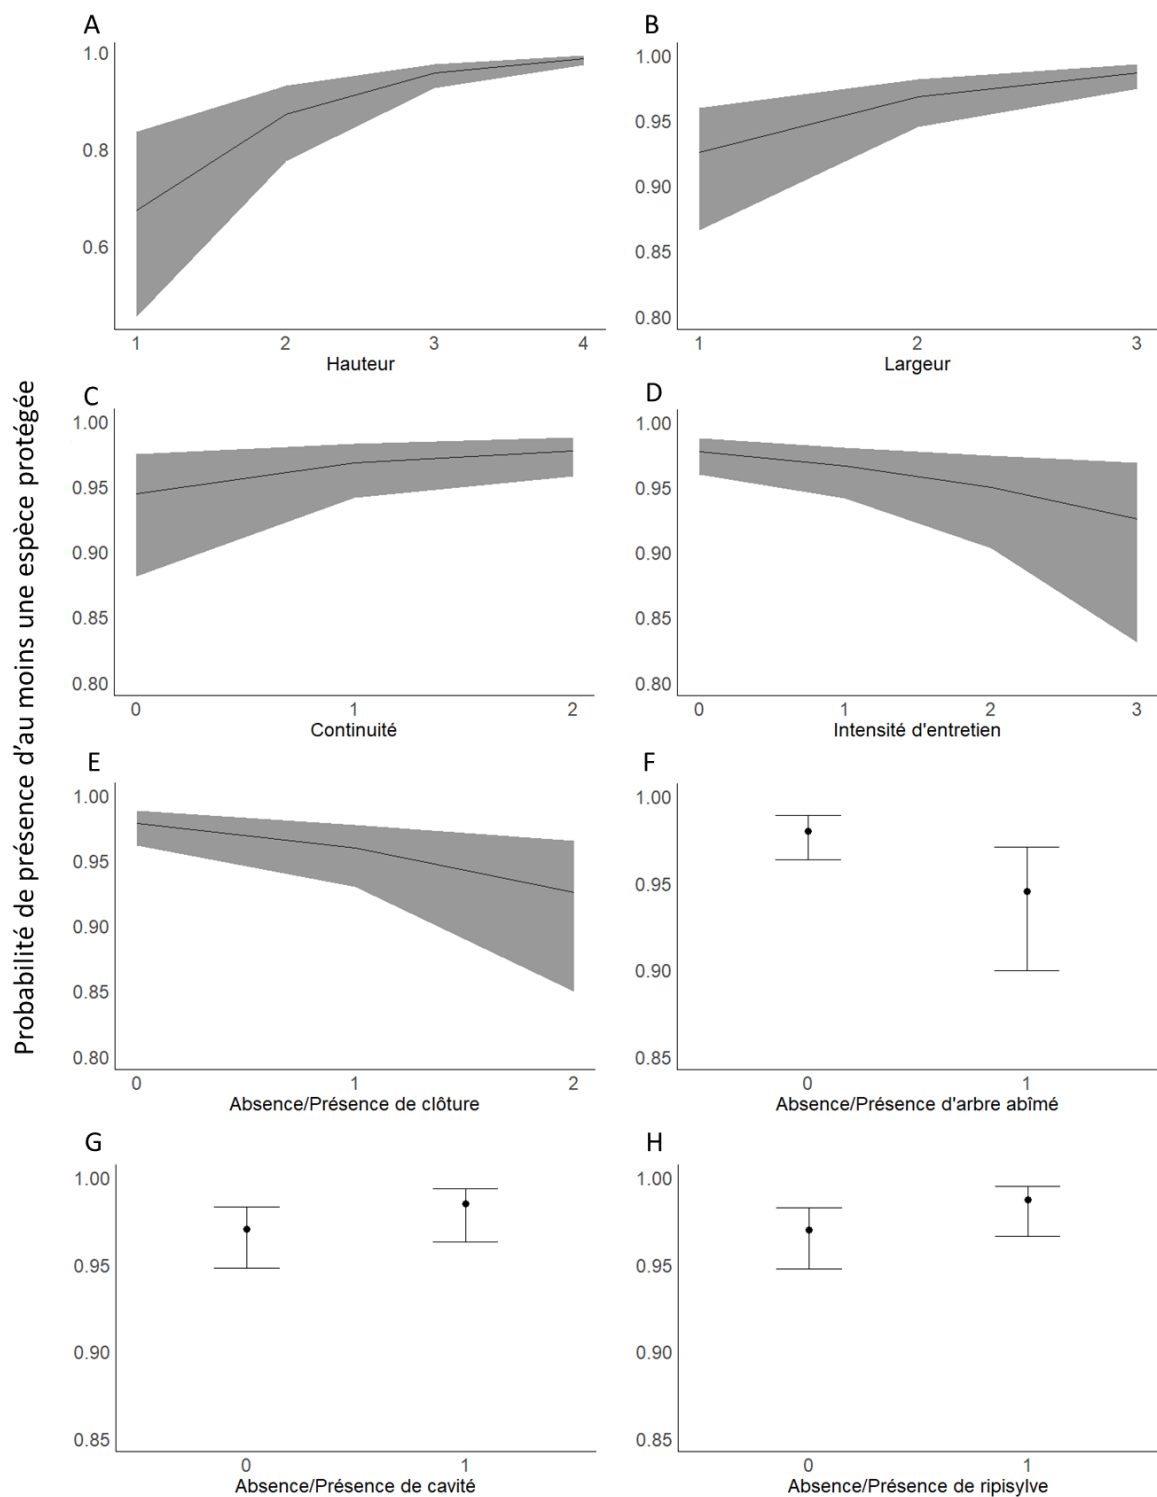 Probabilité de présence d'au moins une espèce protégée
A
1.0
0.8
0.6
1 2 3 4
Hauteur
B
1.00
0.95
0.90
0.85
0.80
1 2 3
Largeur
C
1.00
0.95
0.90
0.85
0.80
0 1 2
Continuité
D
1.00
0.95
0.90
0.85
0.80
0 1 2 3
Intensité d'entretien
E
1.00
0.95
0.90
0.85
0.80
0 1 2
Absence/Présence de clôture
F
1.00
0.95
0.90
0.85
0 1
Absence/Présence d'arbre abîmé
G
1.00
0.95
0.90
0.85
0 1
Absence/Présence de cavité
H
1.00
0.95
0.90
0.85
0 1
Absence/Présence de ripisylve